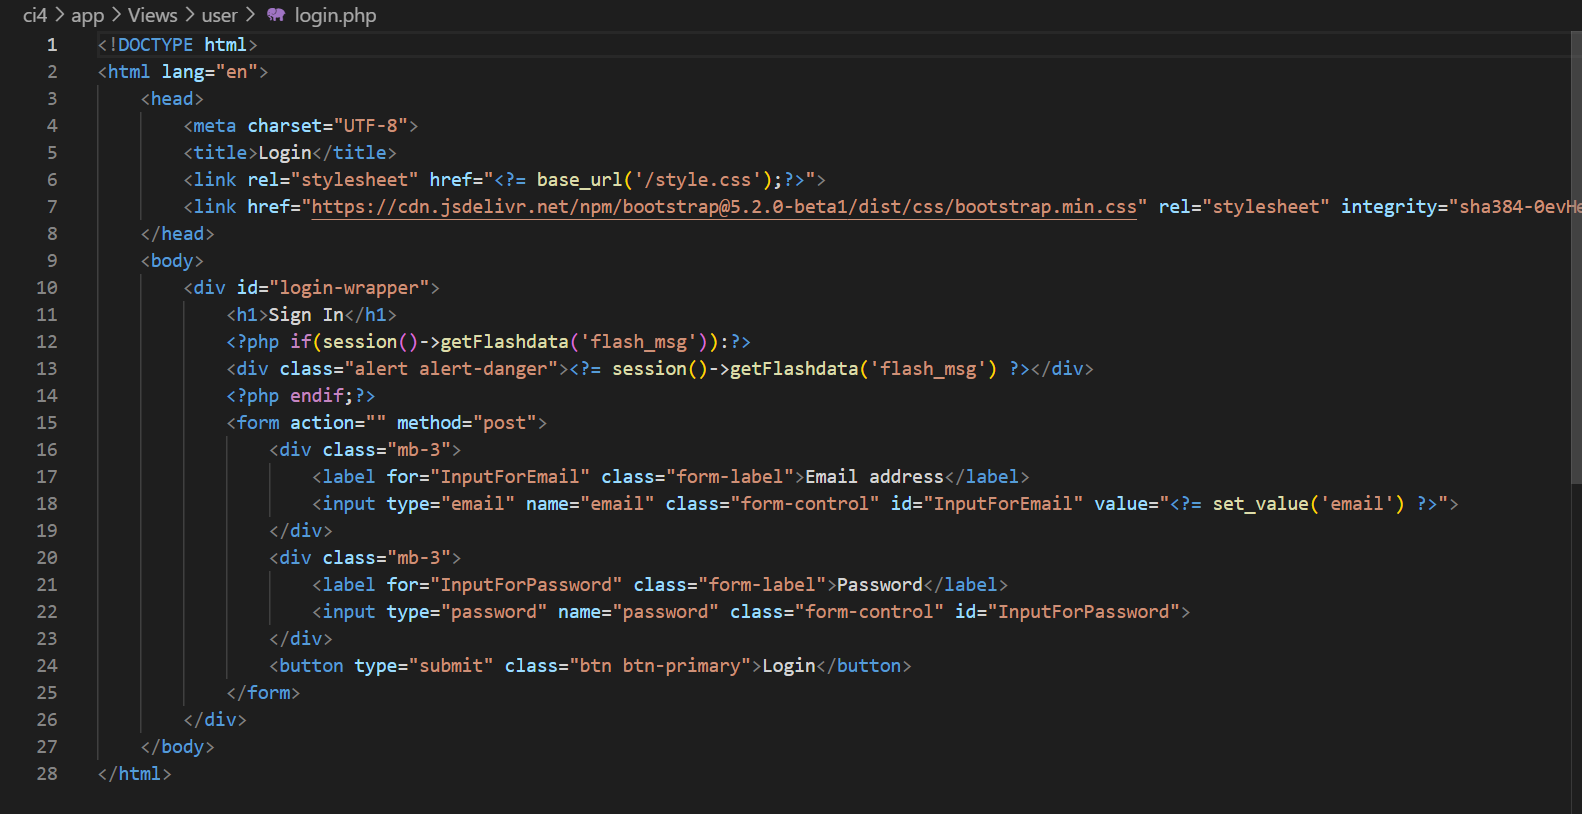 ci4 > app > Views > user > login.php
1 <!DOCTYPE html>
2 <html lang="en">
3 <head>
4 <meta charset="UTF-8">
5 <title>Login</title>
6 <link rel="stylesheet" href="<?= base_url('/style.css');?>">
7 <link href="https://cdn.jsdelivr.net/npm/bootstrap@5.2.0-beta1/dist/css/bootstrap.min.css" rel="stylesheet" integrity="sha384-0evHe
8 </head>
9 <body>
10 <div id="login-wrapper">
11 <h1>Sign In</h1>
12 <?php if(session()->getFlashdata('flash_msg')):?>
13 <div class="alert alert-danger"><?= session()->getFlashdata('flash_msg') ?></div>
14 <?php endif;?>
15 <form action="" method="post">
16 <div class="mb-3">
17 <label for="InputForEmail" class="form-label">Email address</label>
18 <input type="email" name="email" class="form-control" id="InputForEmail" value="<?= set_value('email') ?>">
19 </div>
20 <div class="mb-3">
21 <label for="InputForPassword" class="form-label">Password</label>
22 <input type="password" name="password" class="form-control" id="InputForPassword">
23 </div>
24 <button type="submit" class="btn btn-primary">Login</button>
25 </form>
26 </div>
27 </body>
28 </html>